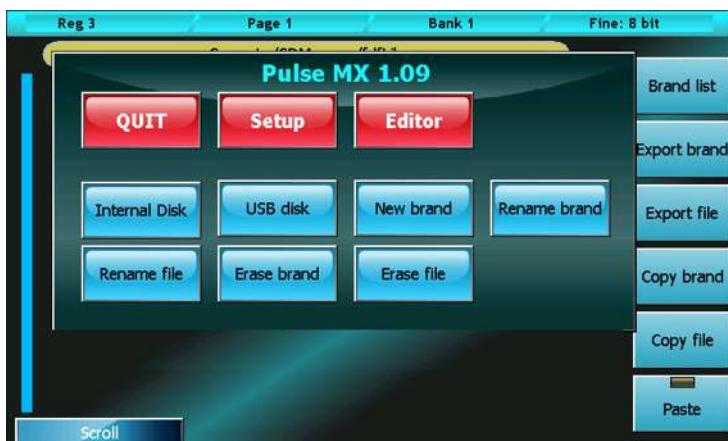 Reg 3 Page 1 Bank 1 Fine: 8 bit
Pulse MX 1.09
QUIT Setup Editor
Internal Disk USB disk New brand Rename brand
Rename file Erase brand Erase file
Brand list
Export brand
Export file
Copy brand
Copy file
Paste
Scroll